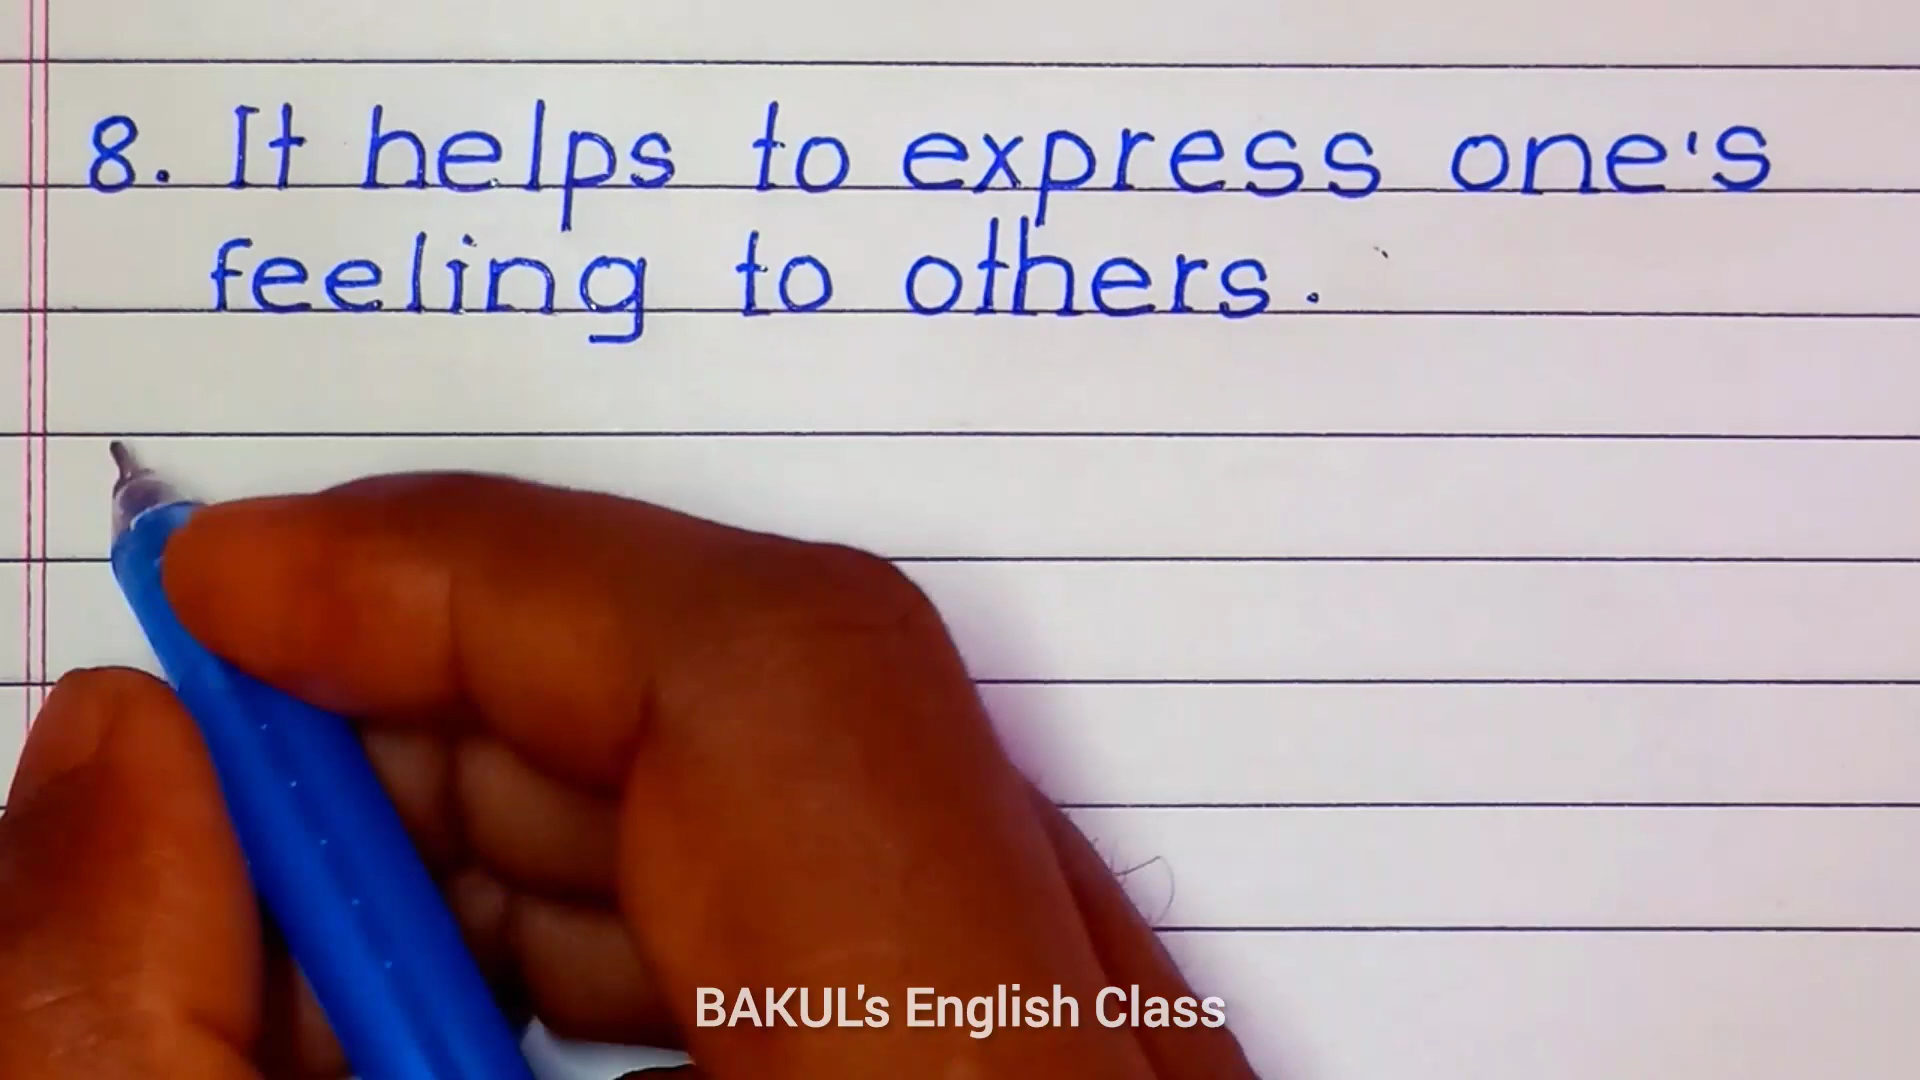 8. It helps to express one's
feeling to others.
BAKUL's English Class